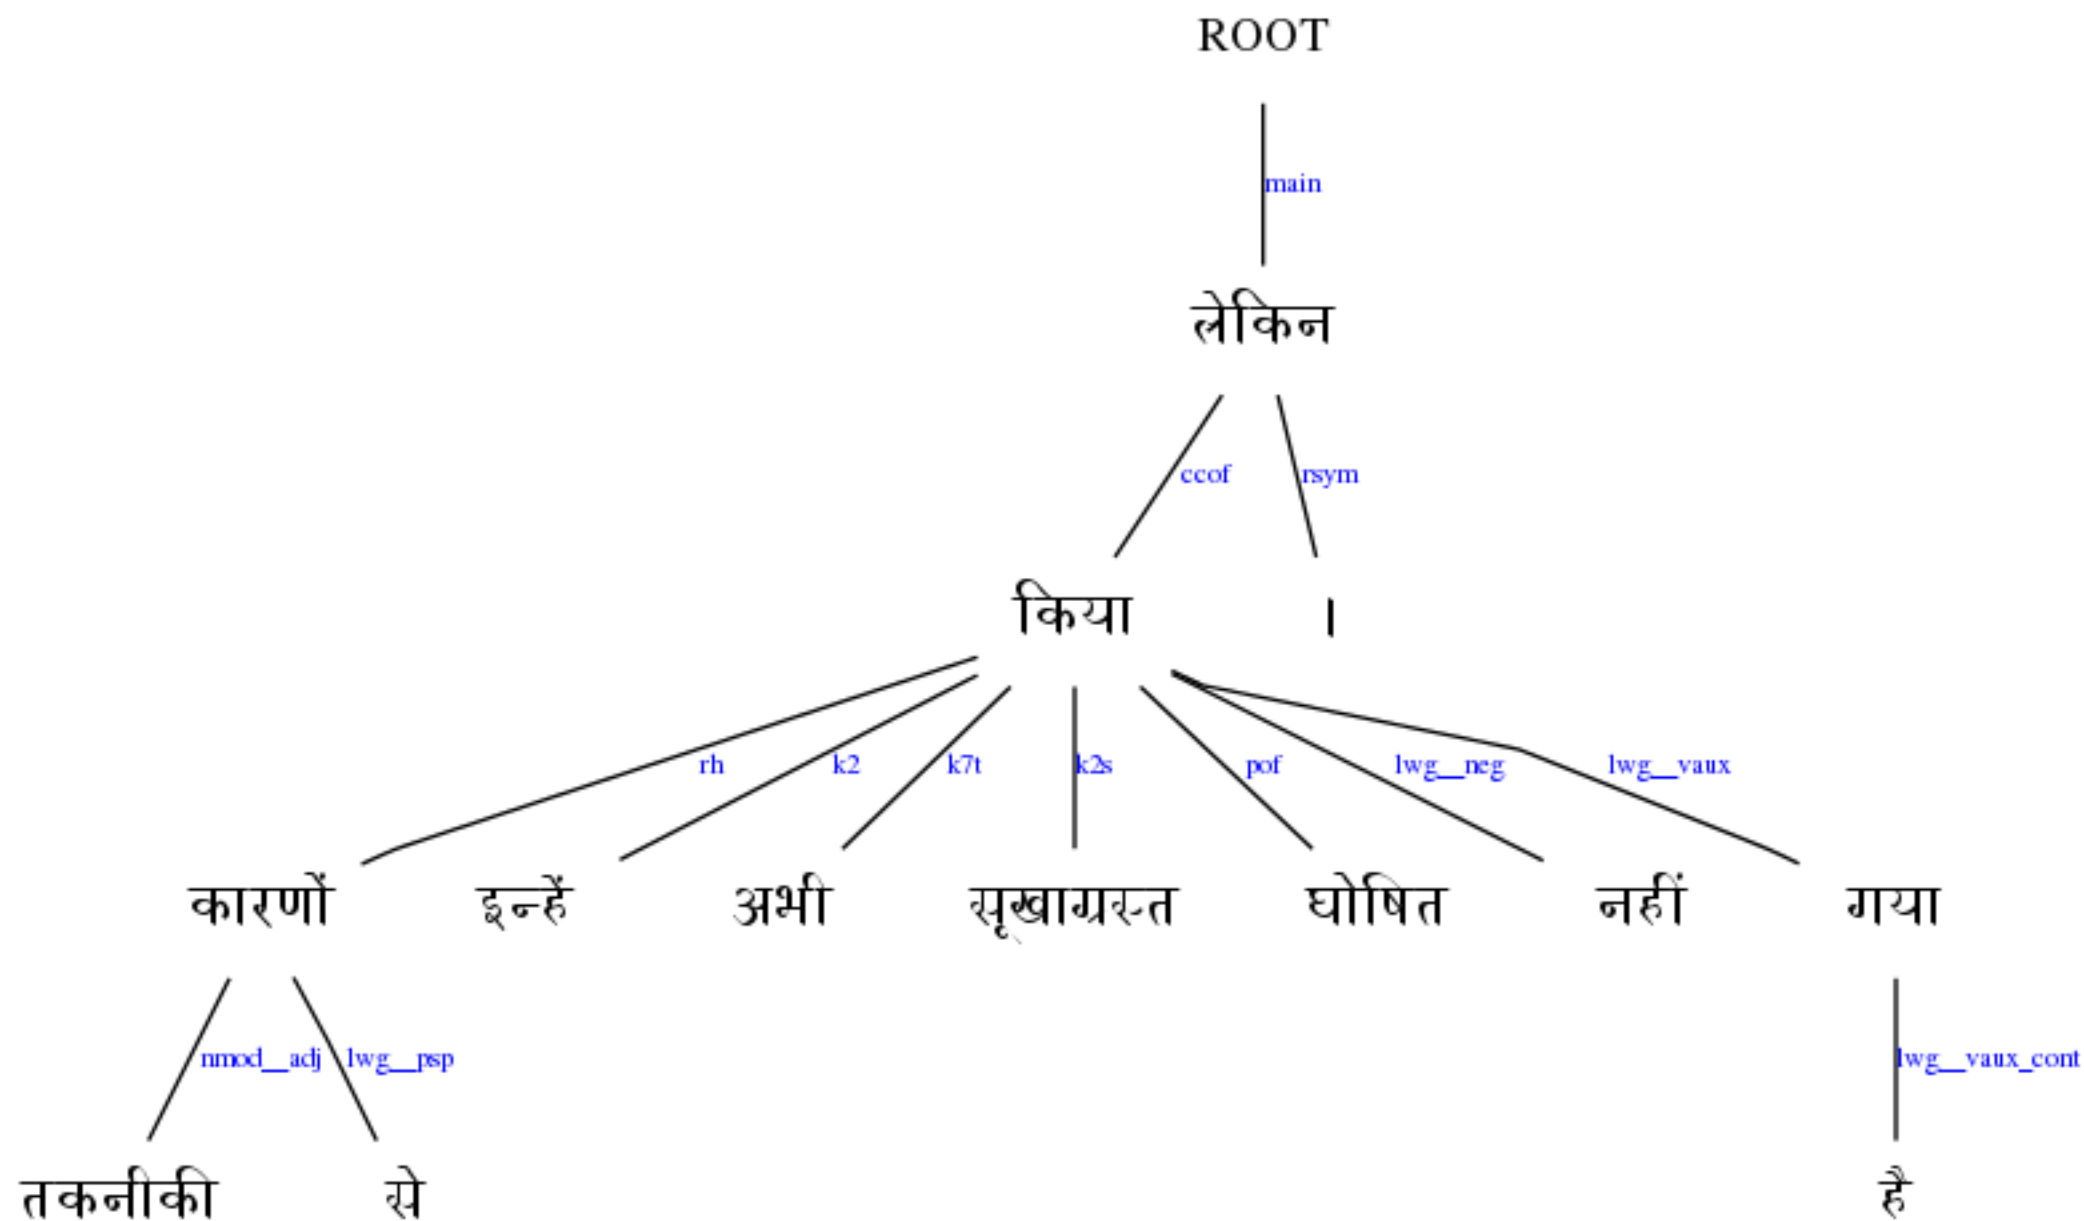 ROOT
main
लेकिन
ccof rsym
किया ।
rh k2 k7t k2s pof lwg__neg lwg__vaux
कारणों इन्हें अभी सूखाग्रस्त घोषित नहीं गया
nmod__adj lwg__psp lwg__vaux_cont
तकनीकी से है